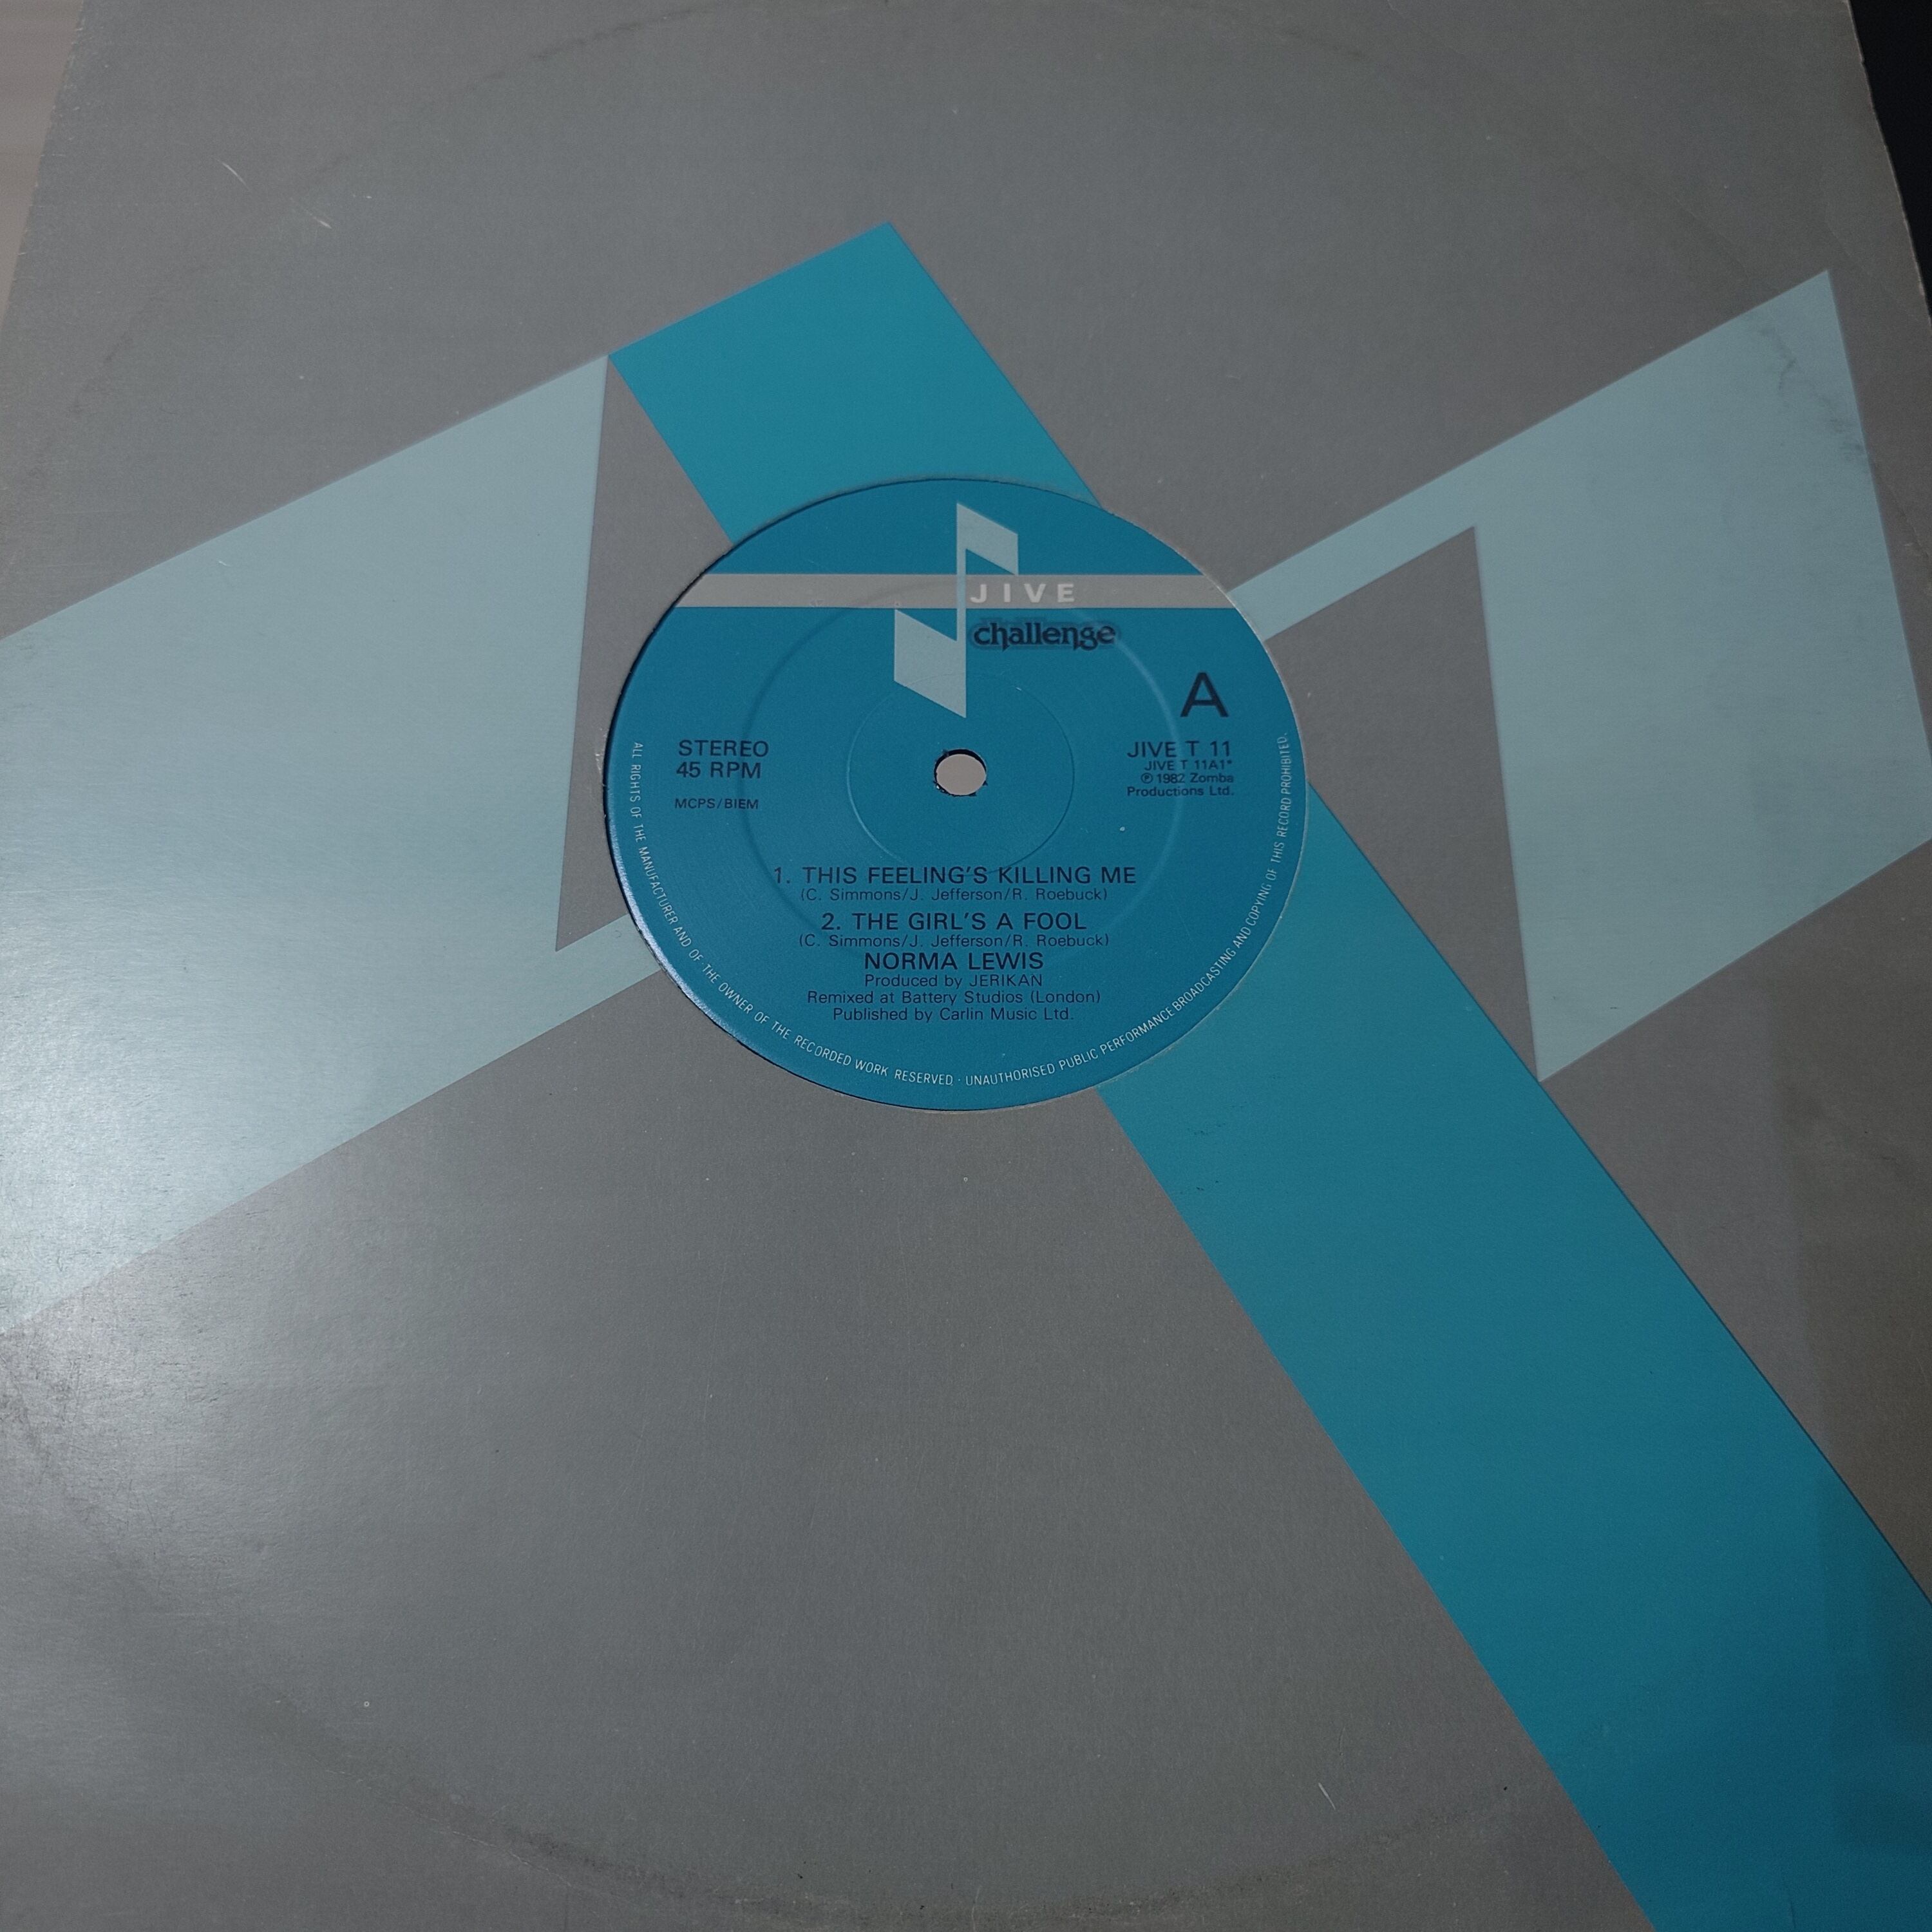 JIVE
challenge
A
STEREO
45 RPM
MCPS/BIEM
JIVE T 11
JIVE T 11A1*
℗ 1982 Zomba
Productions Ltd.
1. THIS FEELING'S KILLING ME
(C. Simmons/J. Jefferson/R. Roebuck)
2. THE GIRL'S A FOOL
(C. Simmons/J. Jefferson/R. Roebuck)
NORMA LEWIS
Produced by JERIKAN
Remixed at Battery Studios (London)
Published by Carlin Music Ltd.
ALL RIGHTS OF THE MANUFACTURER AND OF THE OWNER OF THE RECORDED WORK RESERVED · UNAUTHORISED PUBLIC PERFORMANCE BROADCASTING AND COPYING OF THIS RECORD PROHIBITED.